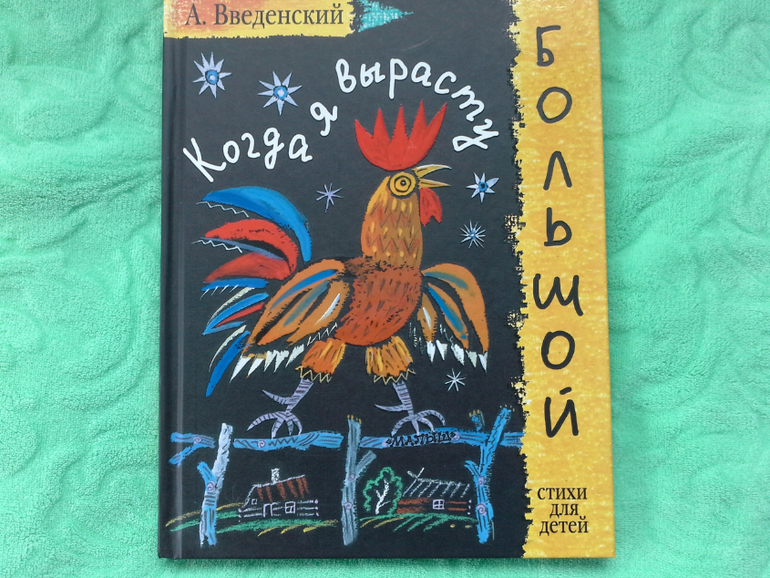 А. Введенский
Когда я вырасту
БОЛЬШОЙ
«МАЛЫШ»
СТИХИ
ДЛЯ
ДЕТЕЙ